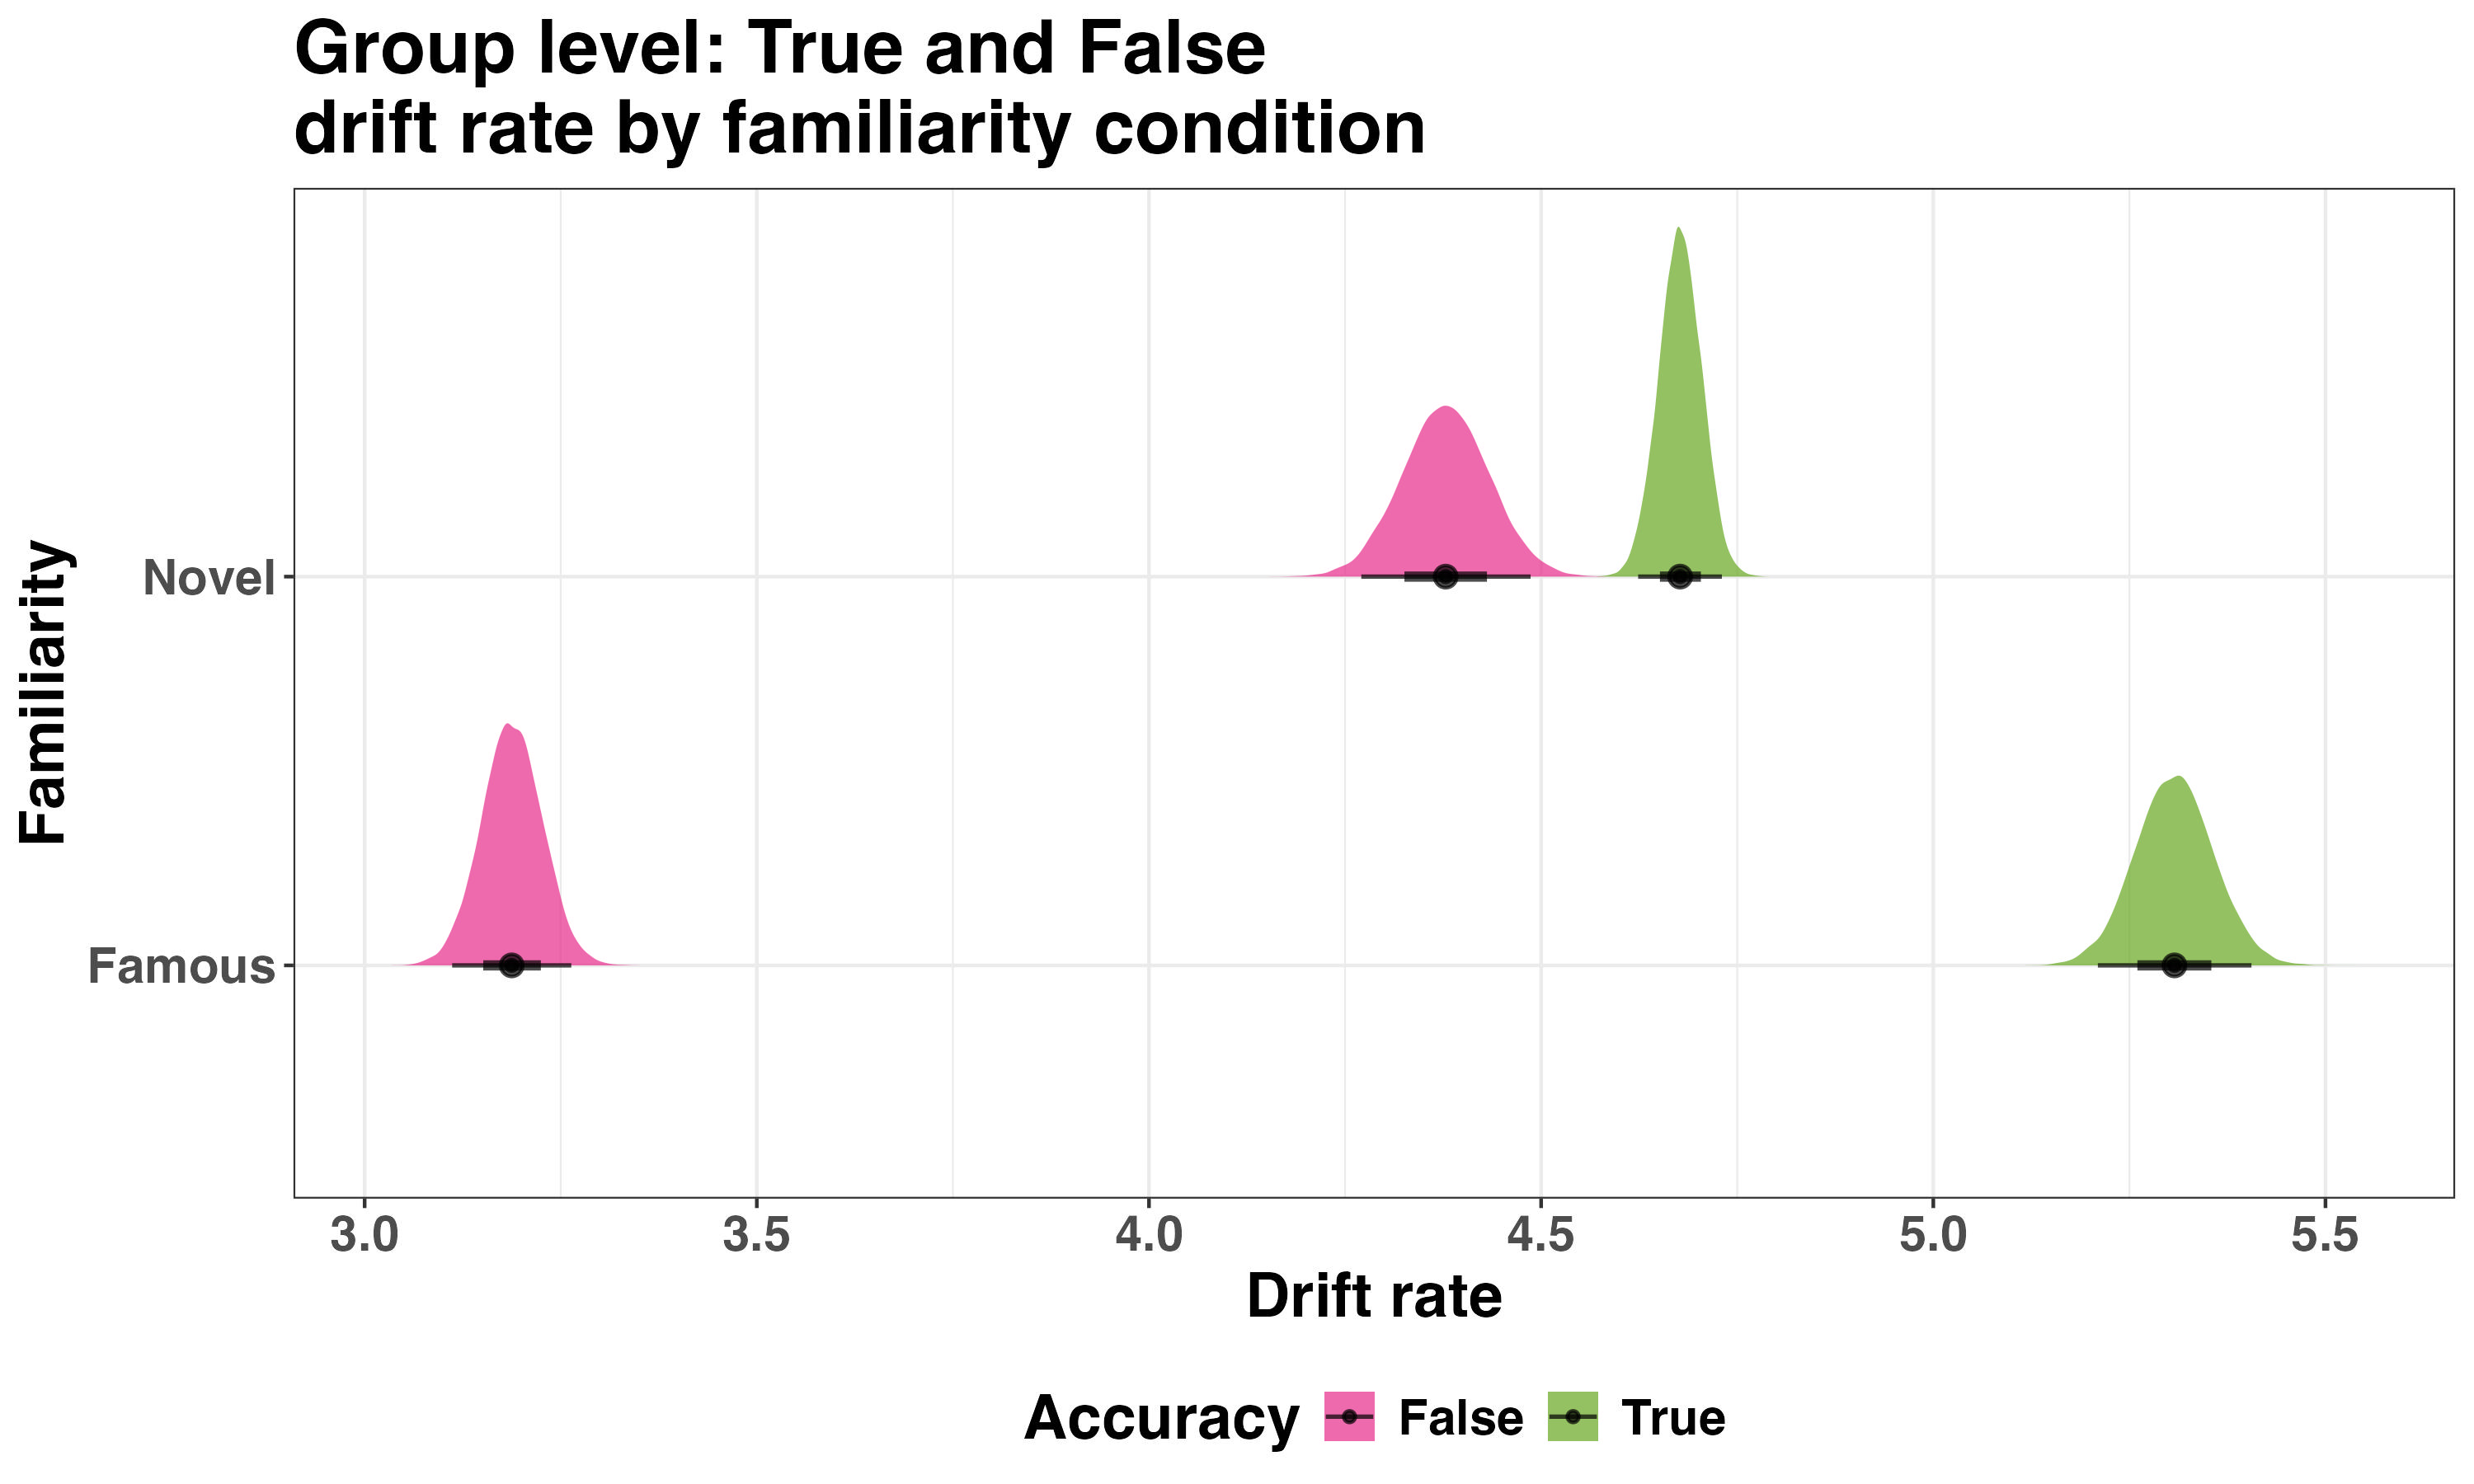 Group level: True and False
drift rate by familiarity condition
Familiarity
Novel
Famous
3.0 3.5 4.0 4.5 5.0 5.5
Drift rate
Accuracy False True